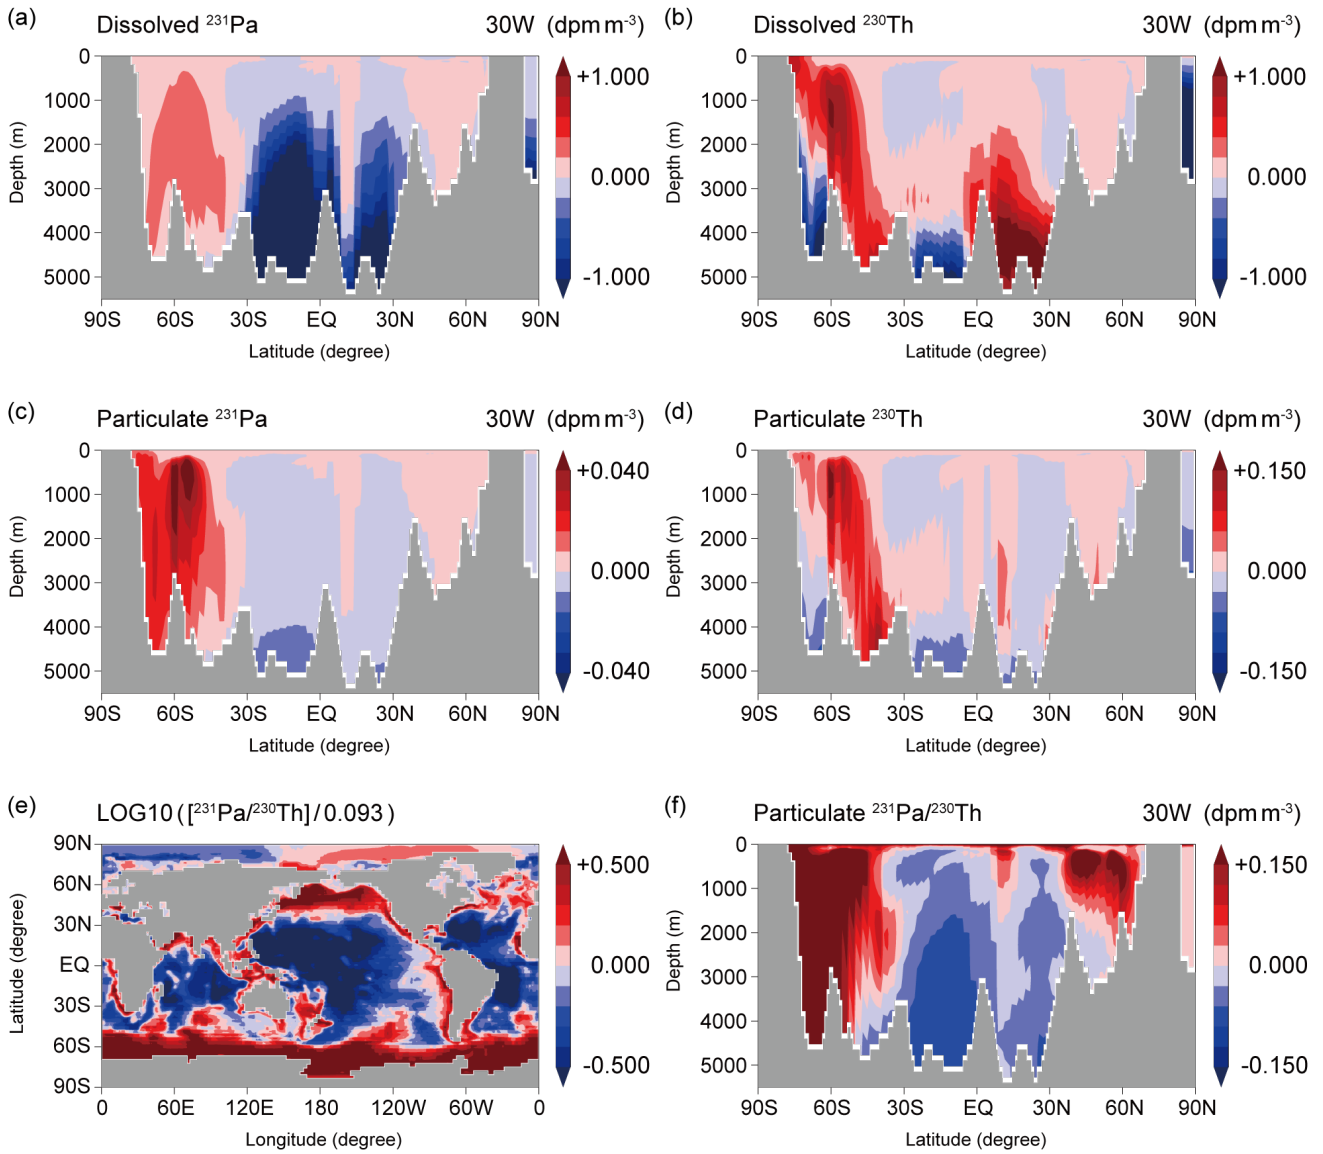 (a) Dissolved ²³¹Pa 30W (dpm m⁻³)
0
1000
2000
3000
4000
5000
Depth (m)
90S 60S 30S EQ 30N 60N 90N
Latitude (degree)
+1.000
0.000
-1.000
(b) Dissolved ²³⁰Th 30W (dpm m⁻³)
0
1000
2000
3000
4000
5000
Depth (m)
90S 60S 30S EQ 30N 60N 90N
Latitude (degree)
+1.000
0.000
-1.000
(c) Particulate ²³¹Pa 30W (dpm m⁻³)
0
1000
2000
3000
4000
5000
Depth (m)
90S 60S 30S EQ 30N 60N 90N
Latitude (degree)
+0.040
0.000
-0.040
(d) Particulate ²³⁰Th 30W (dpm m⁻³)
0
1000
2000
3000
4000
5000
Depth (m)
90S 60S 30S EQ 30N 60N 90N
Latitude (degree)
+0.150
0.000
-0.150
(e) LOG10 ( [²³¹Pa/²³⁰Th] / 0.093 )
90N
60N
30N
EQ
30S
60S
90S
Latitude (degree)
0 60E 120E 180 120W 60W 0
Longitude (degree)
+0.500
0.000
-0.500
(f) Particulate ²³¹Pa/²³⁰Th 30W (dpm m⁻³)
0
1000
2000
3000
4000
5000
Depth (m)
90S 60S 30S EQ 30N 60N 90N
Latitude (degree)
+0.150
0.000
-0.150